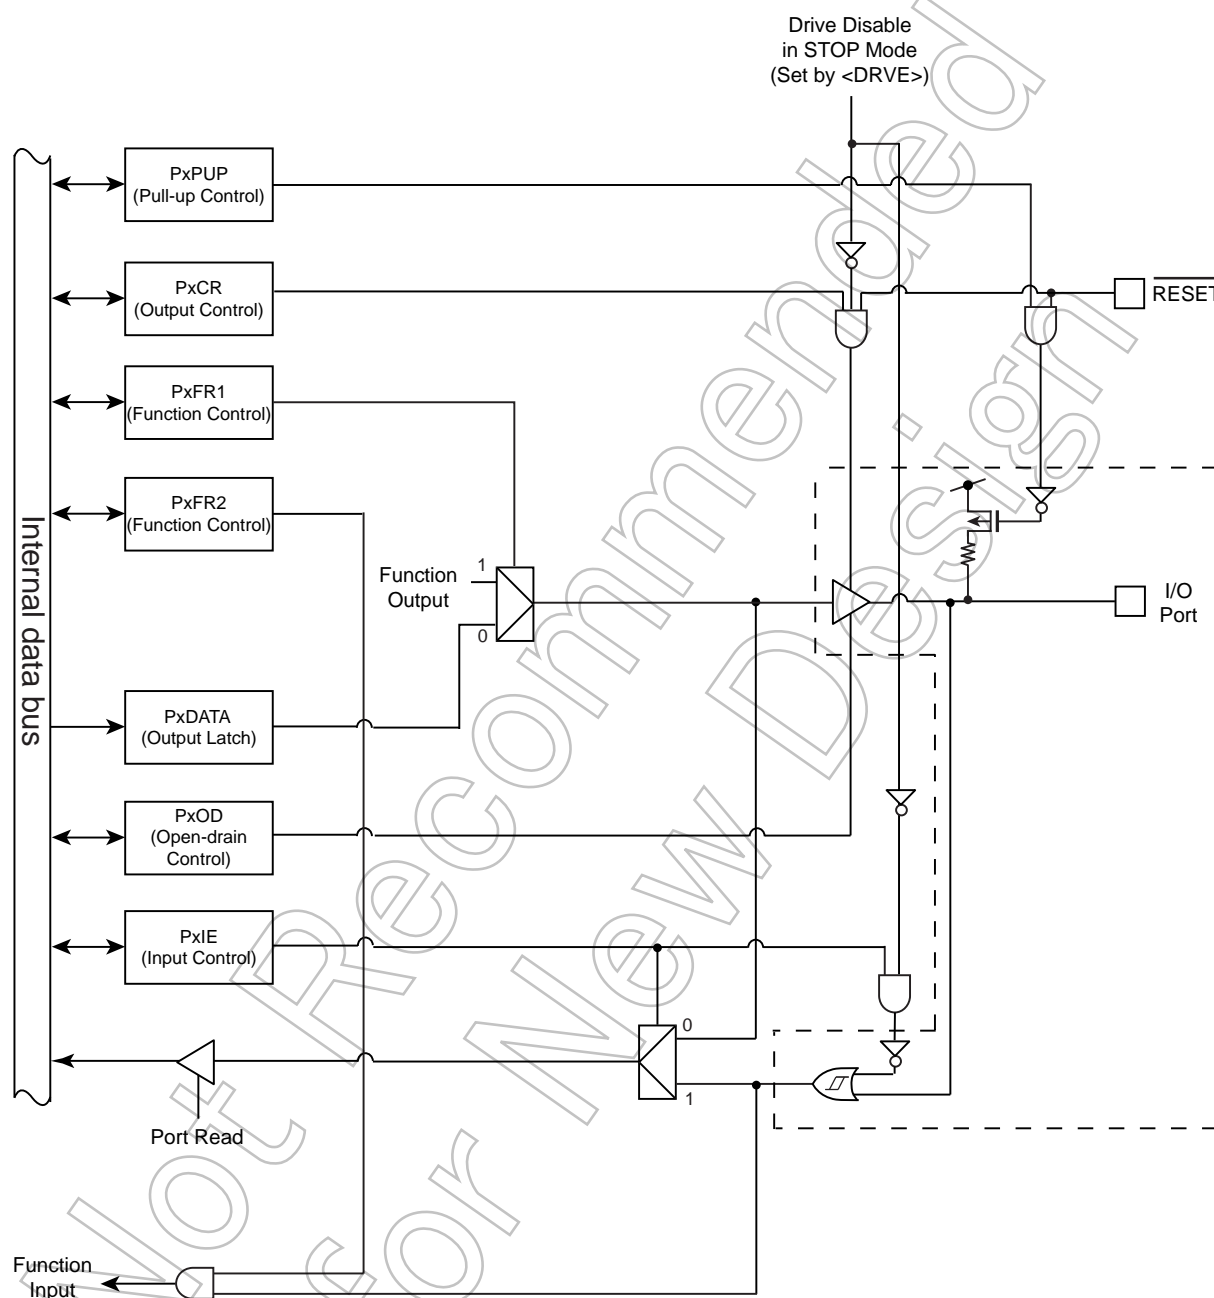 Drive Disable
in STOP Mode
(Set by <DRVE>)
PxPUP
(Pull-up Control)
PxCR
(Output Control)
RESET
PxFR1
(Function Control)
PxFR2
(Function Control)
Internal data bus
1
Function
Output
0
I/O
Port
PxDATA
(Output Latch)
PxOD
(Open-drain
Control)
PxIE
(Input Control)
0
1
Port Read
Function
Input
Not Recommended
for New Design